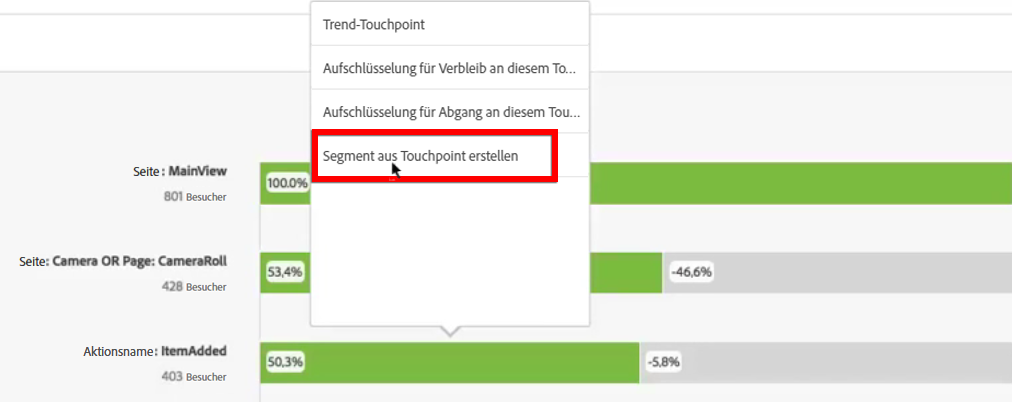 Trend-Touchpoint
Aufschlüsselung für Verbleib an diesem To...
Aufschlüsselung für Abgang an diesem Tou...
Segment aus Touchpoint erstellen
Seite : MainView
801 Besucher
100.0%
Seite: Camera OR Page: CameraRoll
428 Besucher
53,4%
-46,6%
Aktionsname: ItemAdded
403 Besucher
50,3%
-5,8%